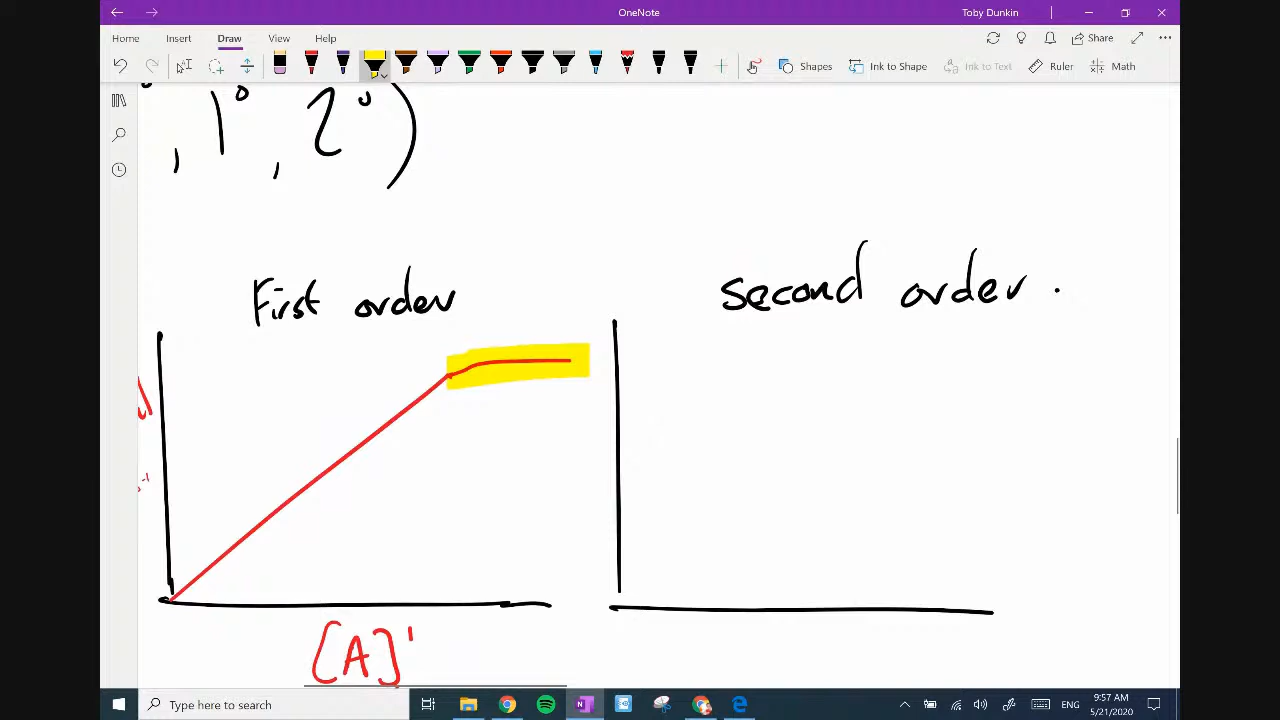 OneNote
Toby Dunkin
Home Insert Draw View Help
Share
Shapes Ink to Shape Ink to Text Ruler Math
, 1°, 2°)
First order
Second order.
[A]'
-1
Type here to search
ENG
9:57 AM
5/21/2020